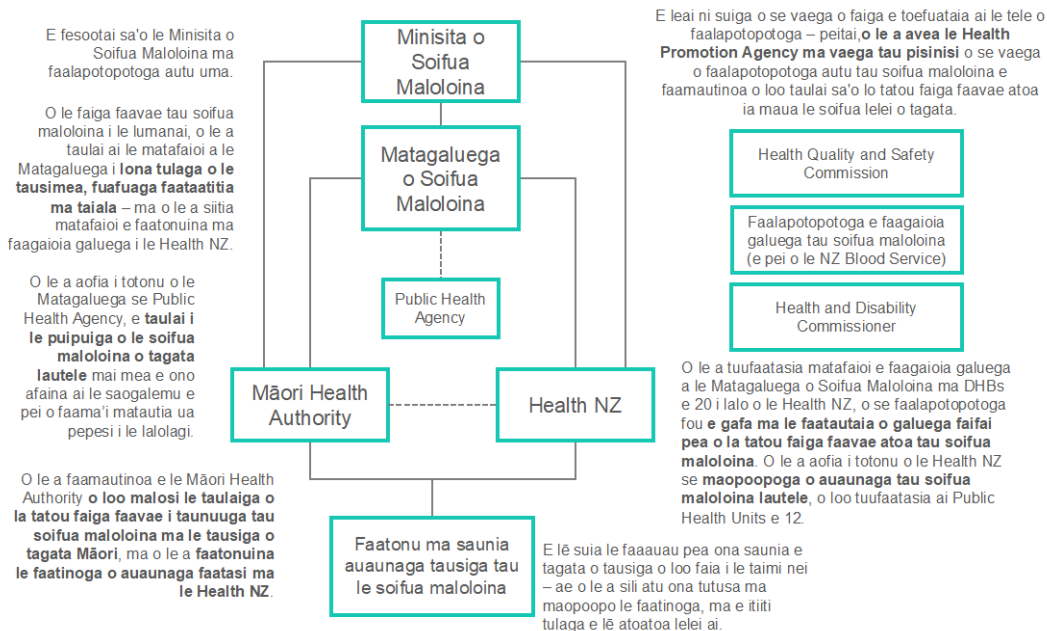 E fesootai sa'o le Minisita o
Soifua Maloloina ma
faalapotopotoga autu uma.
O le faiga faavae tau soifua
maloloina i le lumanai, o le a
taulai ai le matafaioi a le
Matagaluega i lona tulaga o le
tausimea, fuafuaga faataatitia
ma taiala – ma o le a siitia
matafaioi e faatonuina ma
faagaioia galuega i le Health NZ.
O le a aofia i totonu o le
Matagaluega se Public
Health Agency, e taulai i
le puipuiga o le soifua
maloloina o tagata
lautele mai mea e ono
afaina ai le saogalemu e
pei o faama'i matautia ua
pepesi i le lalolagi.
O le a faamautinoa e le Māori Health
Authority o loo malosi le taulaiga o
la tatou faiga faavae i taunuuga tau
soifua maloloina ma le tausiga o
tagata Māori, ma o le a faatonuina
le faatinoga o auaunaga faatasi ma
le Health NZ.
Minisita o
Soifua
Maloloina
Matagaluega
o Soifua
Maloloina
Public Health
Agency
Māori Health
Authority
Health NZ
Faatonu ma saunia
auaunaga tausiga tau
le soifua maloloina
E leai ni suiga o se vaega o faiga e toefuataia ai le tele o
faalapotopotoga – peitai,o le a avea le Health
Promotion Agency ma vaega tau pisinisi o se vaega
o faalapotopotoga autu tau soifua maloloina e
faamautinoa o loo taulai sa'o lo tatou faiga faavae atoa
ia maua le soifua lelei o tagata.
Health Quality and Safety
Commission
Faalapotopotoga e faagaioia
galuega tau soifua maloloina
(e pei o le NZ Blood Service)
Health and Disability
Commissioner
O le a tuufaatasia matafaioi e faagaioia galuega
a le Matagaluega o Soifua Maloloina ma DHBs
e 20 i lalo o le Health NZ, o se faalapotopotoga
fou e gafa ma le faatautaia o galuega faifai
pea o la tatou faiga faavae atoa tau soifua
maloloina. O le a aofia i totonu o le Health NZ
se maopoopoga o auaunaga tau soifua
maloloina lautele, o loo tuufaatasia ai Public
Health Units e 12.
E lē suia le faaauau pea ona saunia e
tagata o tausiga o loo faia i le taimi nei
– ae o le a sili atu ona tutusa ma
maopoopo le faatinoga, ma e itiiti
tulaga e lē atoatoa lelei ai.